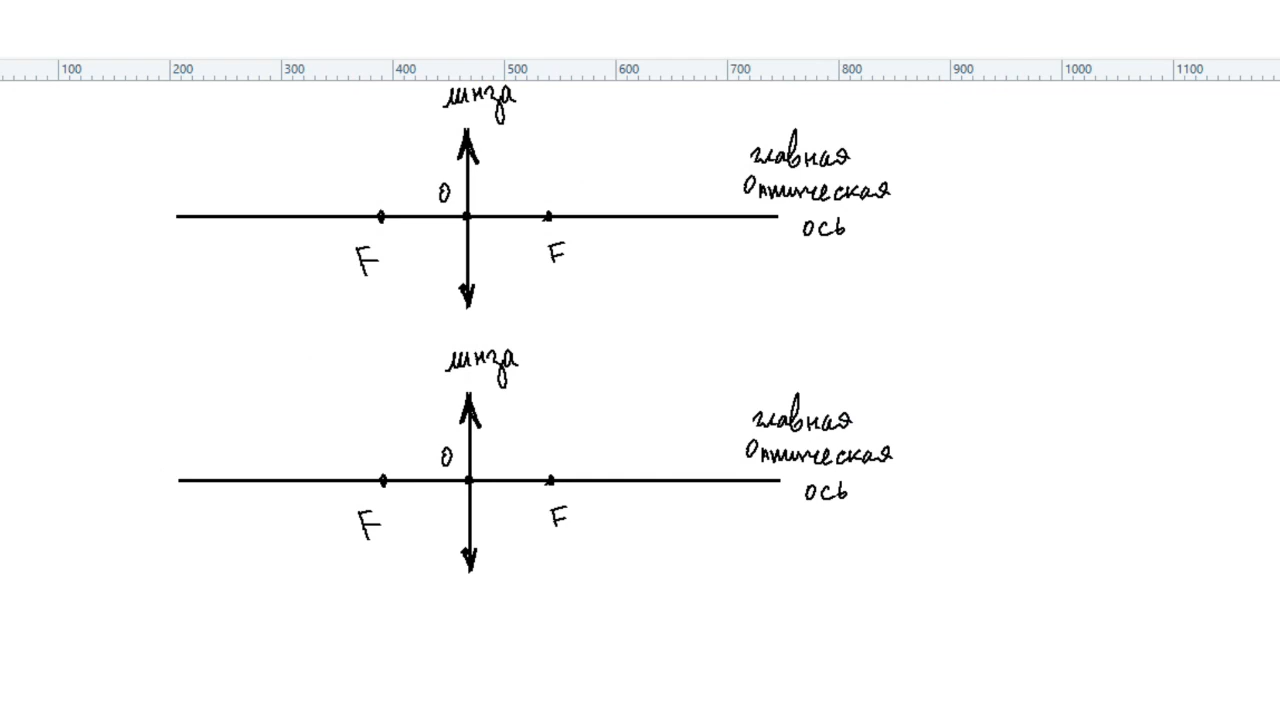 100 200 300 400 500 600 700 800 900 1000 1100
линза
главная
оптическая
ось
O
F F
линза
главная
оптическая
ось
O
F F